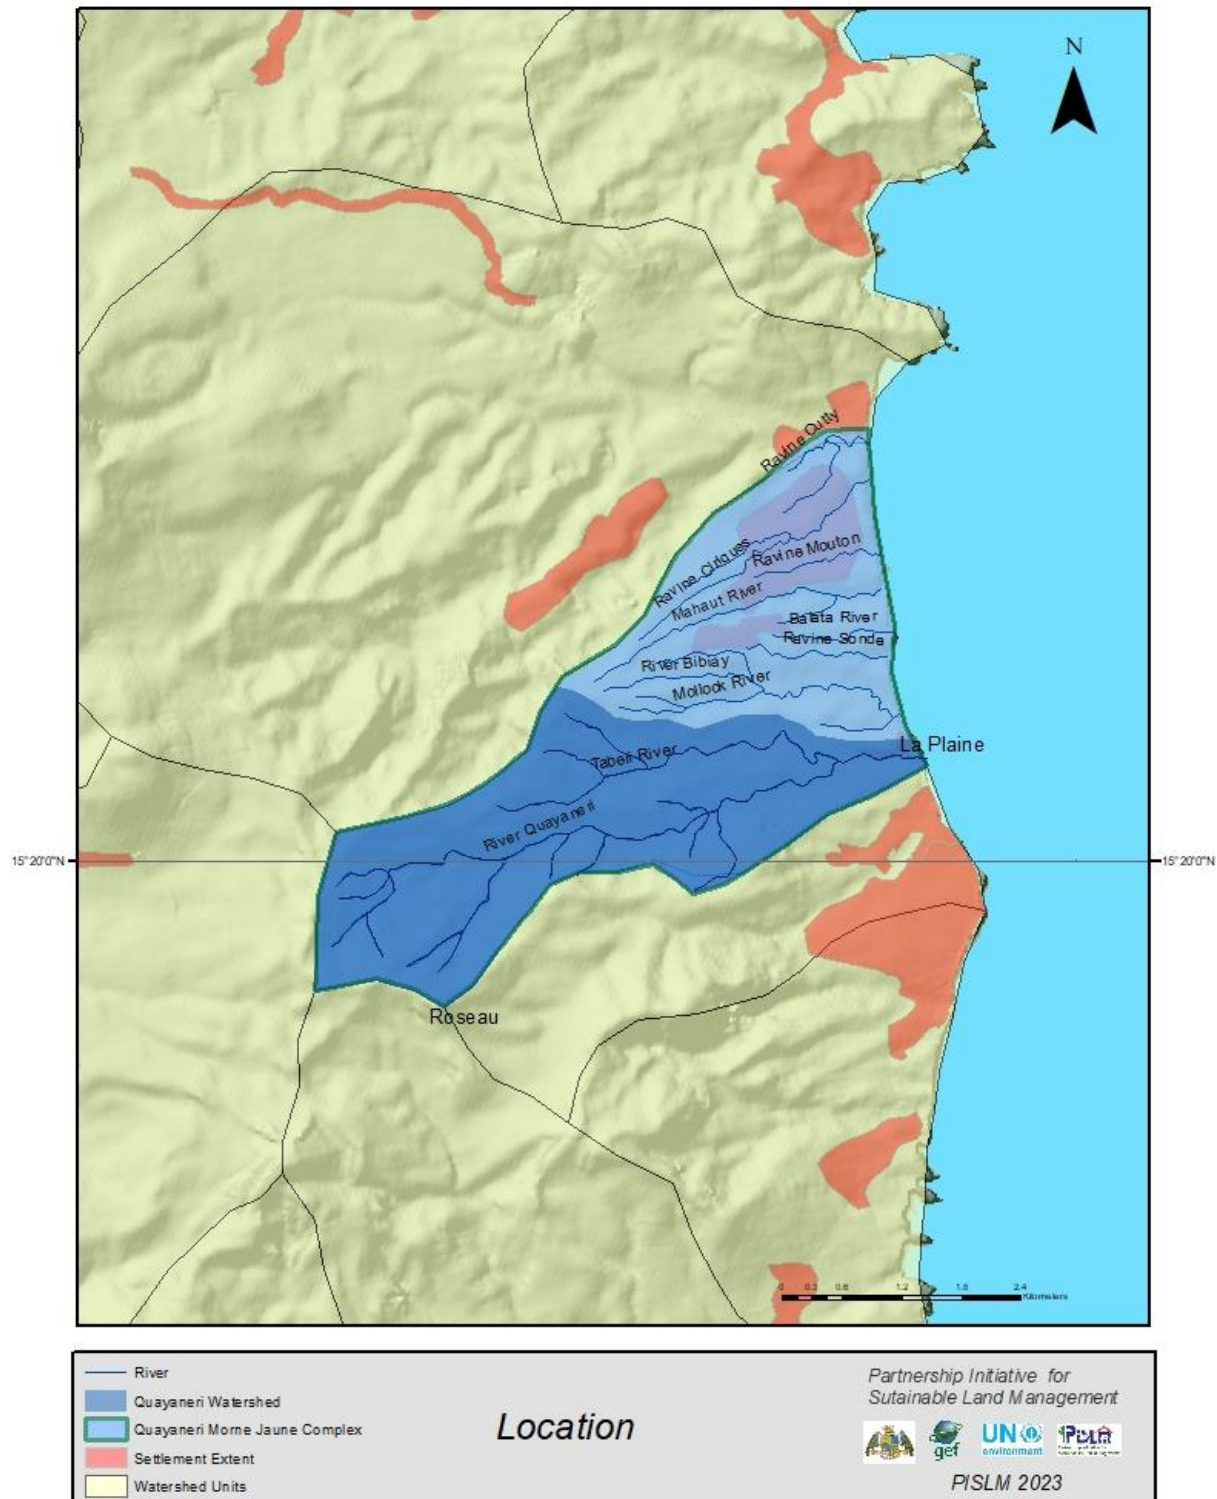 N
Ravine Cutty
Ravine Ciriques
Ravine Mouton
Mahaut River
Balata River
Ravine Sonde
River Bibiay
Mollock River
La Plaine
Taberi River
River Quayaneri
15°20'0"N
15°20'0"N
Roseau
0 0.3 0.6 1.2 1.8 2.4
Kilometers
River
Quayaneri Watershed
Quayaneri Morne Jaune Complex
Settlement Extent
Watershed Units
Location
Partnership Initiative for
Sutainable Land Management
gef
UN
environment
PISLM
PISLM 2023